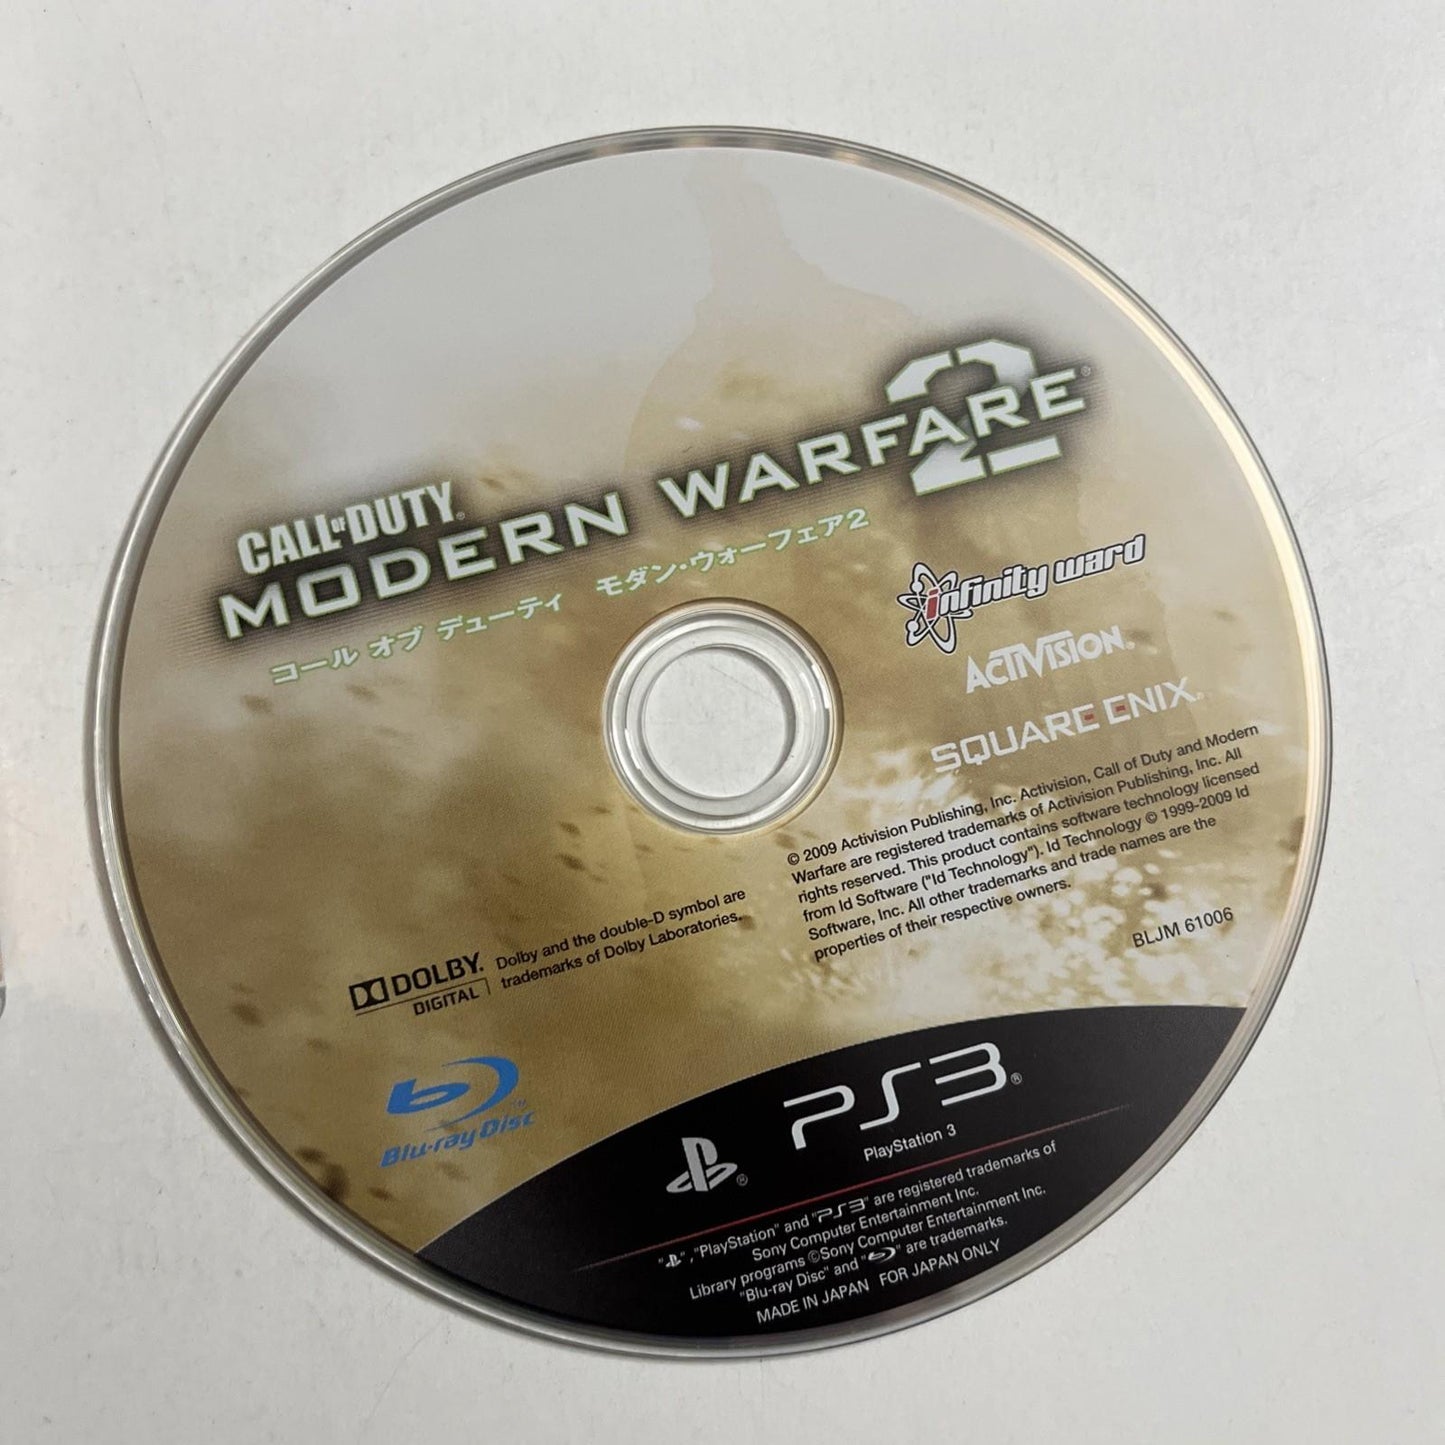 CALL OF DUTY®
MODERN WARFARE® 2
コール オブ デューティ モダン・ウォーフェア2
infinity ward
ACTIVISION®
SQUARE ENIX®
© 2009 Activision Publishing, Inc. Activision, Call of Duty and Modern
Warfare are registered trademarks of Activision Publishing, Inc. All
rights reserved. This product contains software technology licensed
from Id Software ("Id Technology"). Id Technology © 1999-2009 Id
Software, Inc. All other trademarks and trade names are the
properties of their respective owners.
BLJM 61006
DOLBY®
DIGITAL
Dolby and the double-D symbol are
trademarks of Dolby Laboratories.
Blu-ray Disc™
PS3®
PlayStation 3
" ", "PlayStation" and "PS3" are registered trademarks of
Sony Computer Entertainment Inc.
Library programs ©Sony Computer Entertainment Inc.
"Blu-ray Disc" and " " are trademarks.
MADE IN JAPAN FOR JAPAN ONLY